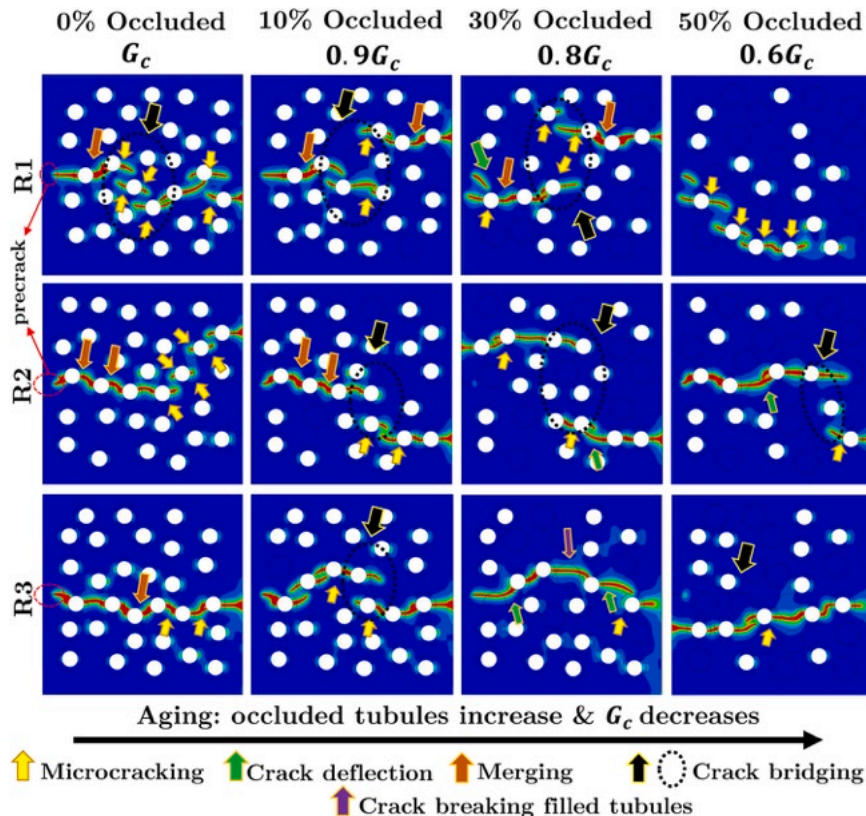 0% Occluded 10% Occluded 30% Occluded 50% Occluded
G_c 0.9G_c 0.8G_c 0.6G_c
R1
precrack
R2
R3
Aging: occluded tubules increase & G_c decreases
Microcracking Crack deflection Merging Crack bridging
Crack breaking filled tubules